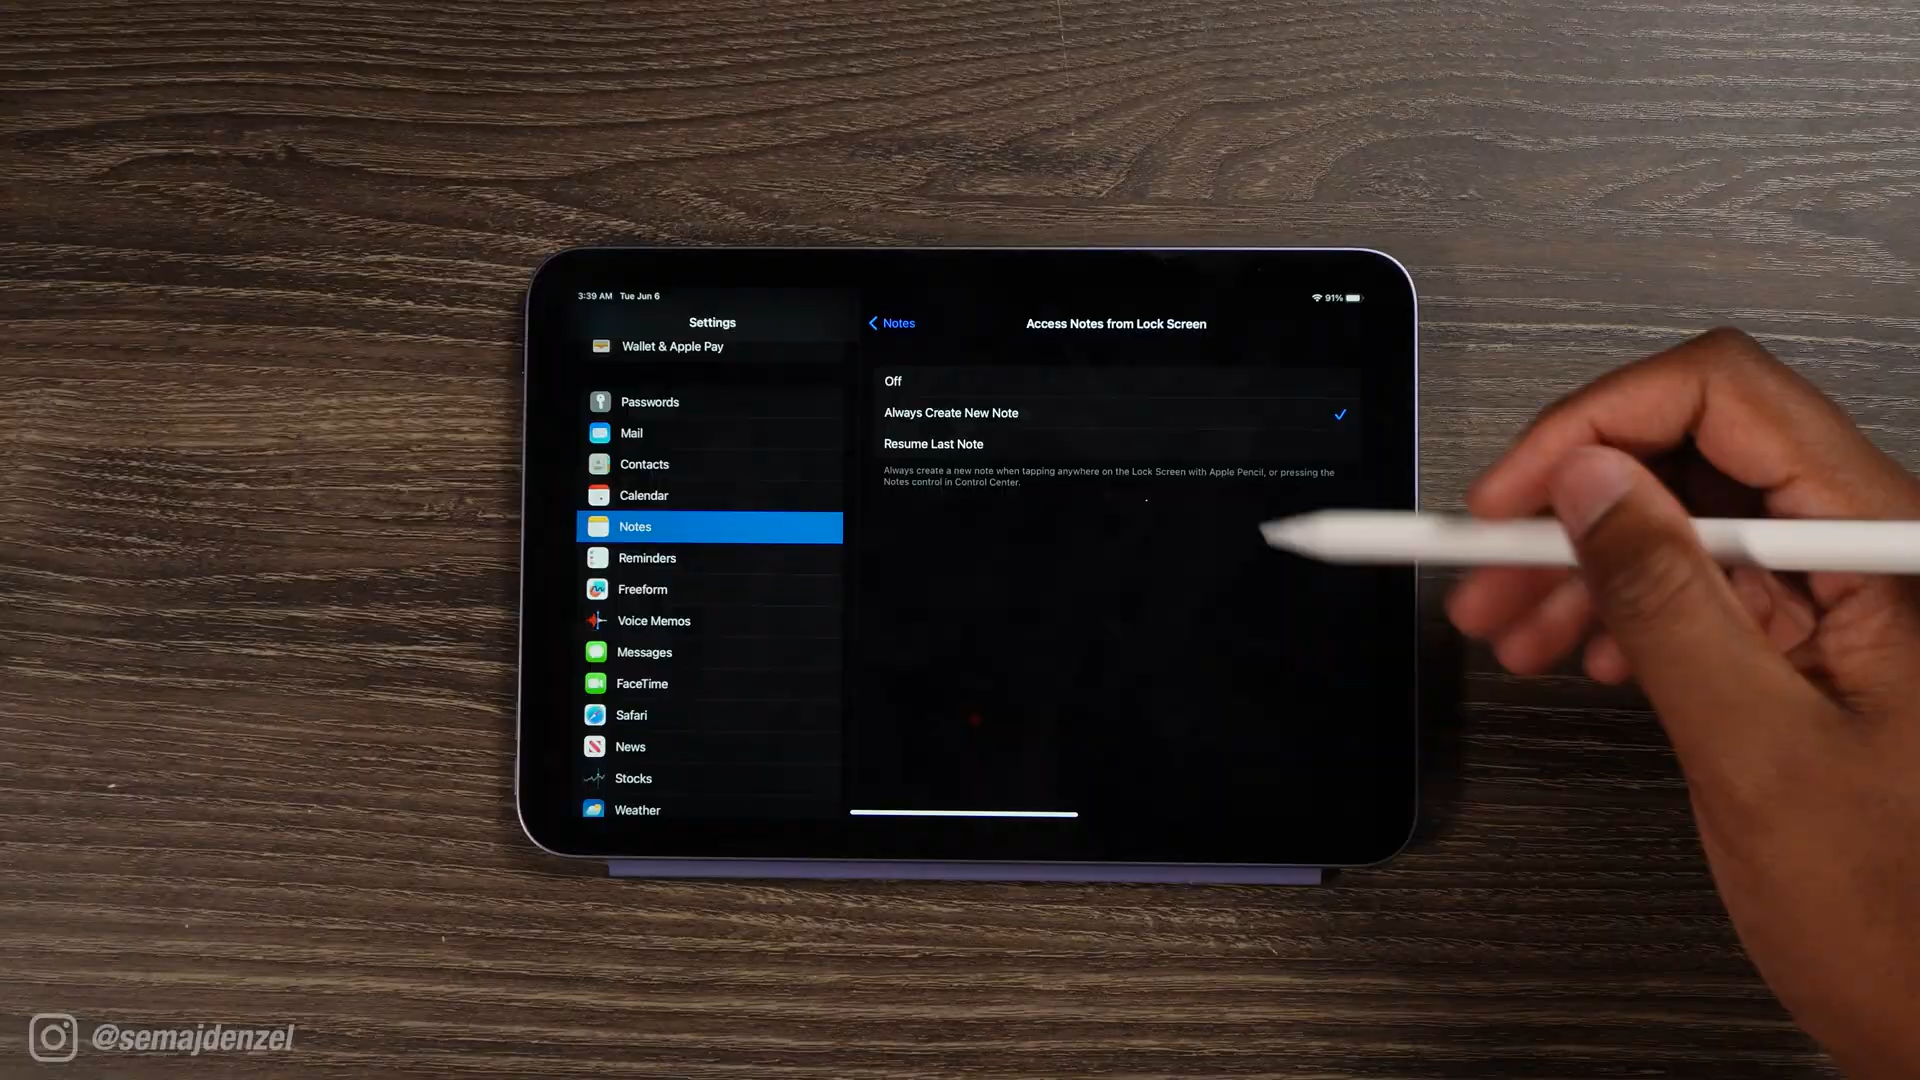 3:39 AM Tue Jun 6
91%
Settings
Wallet & Apple Pay
Passwords
Mail
Contacts
Calendar
Notes
Reminders
Freeform
Voice Memos
Messages
FaceTime
Safari
News
Stocks
Weather
Notes
Access Notes from Lock Screen
Off
Always Create New Note
Resume Last Note
Always create a new note when tapping anywhere on the Lock Screen with Apple Pencil, or pressing the
Notes control in Control Center.
@semajdenzel